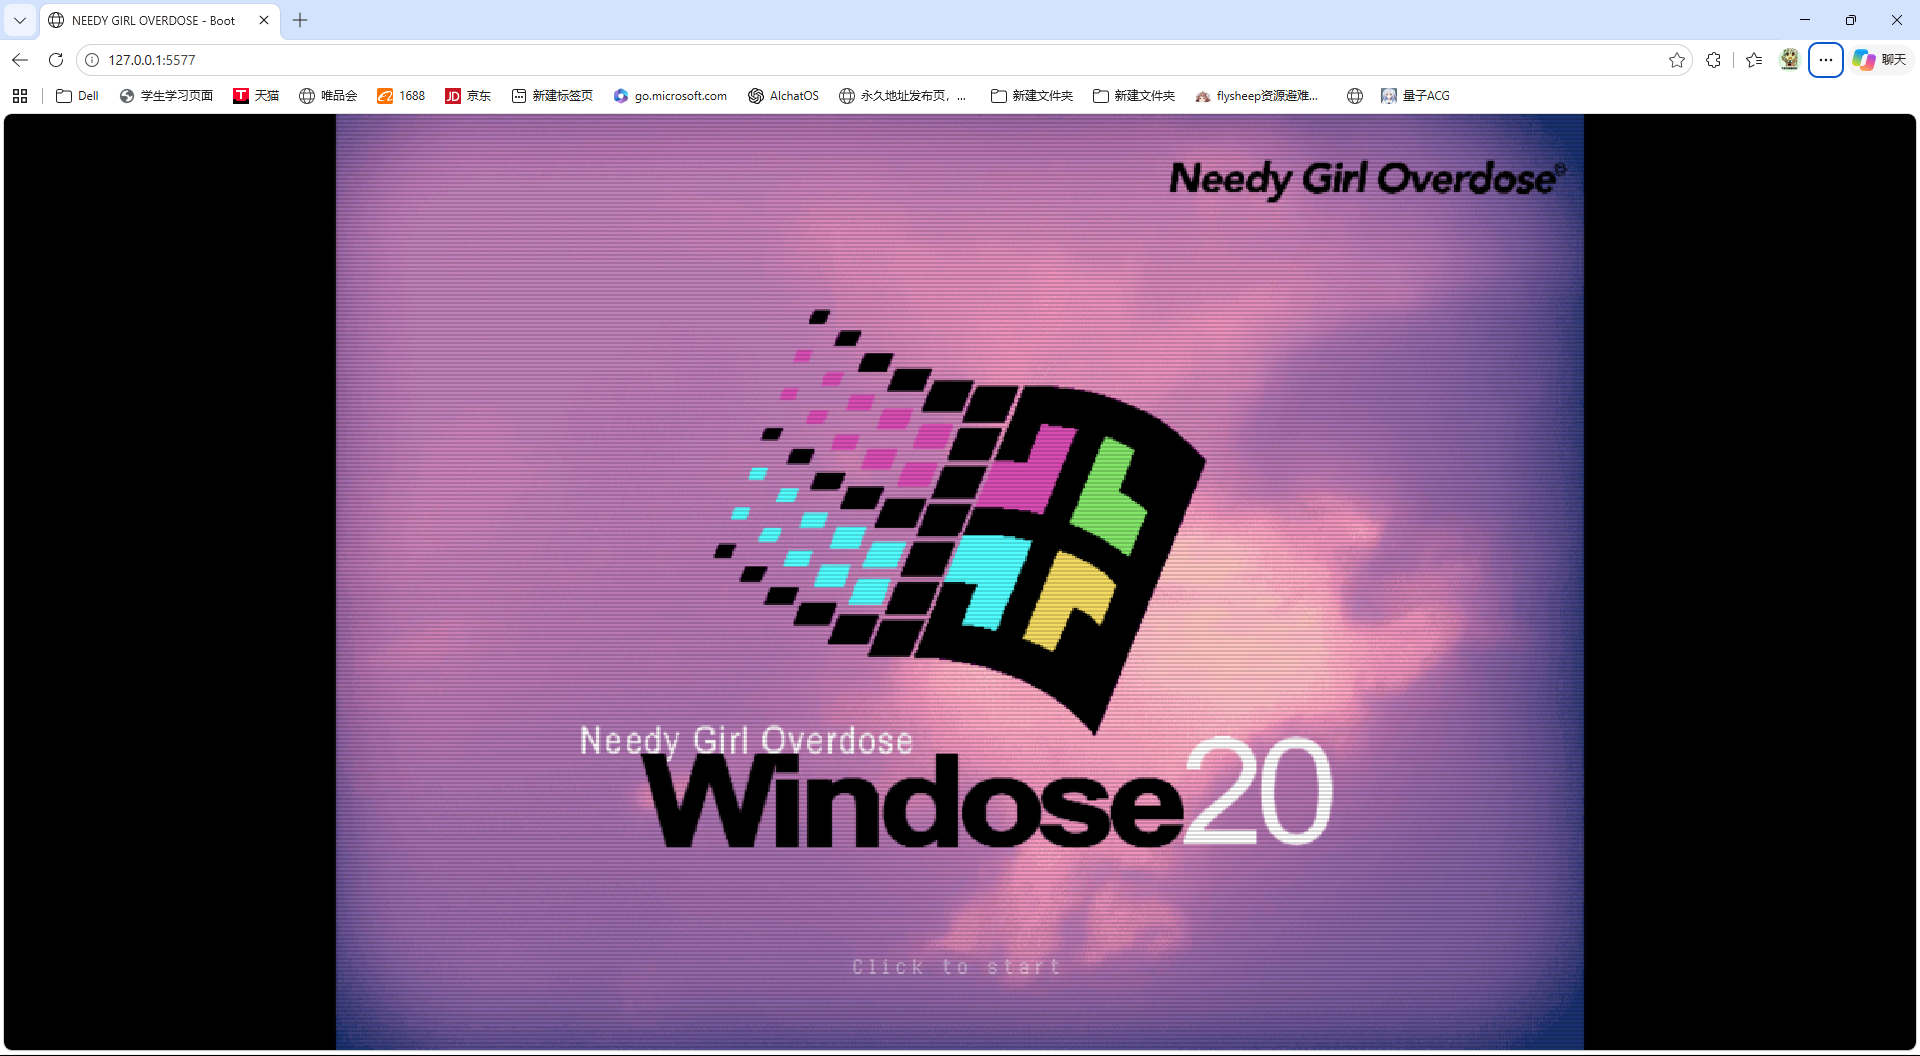 NEEDY GIRL OVERDOSE - Boot
127.0.0.1:5577
聊天
Dell
学生学习页面
天猫
唯品会
1688
京东
新建标签页
go.microsoft.com
AIchatOS
永久地址发布页，...
新建文件夹
新建文件夹
flysheep资源避难...
量子ACG
Needy Girl Overdose®
Needy Girl Overdose
Windose20
Click to start